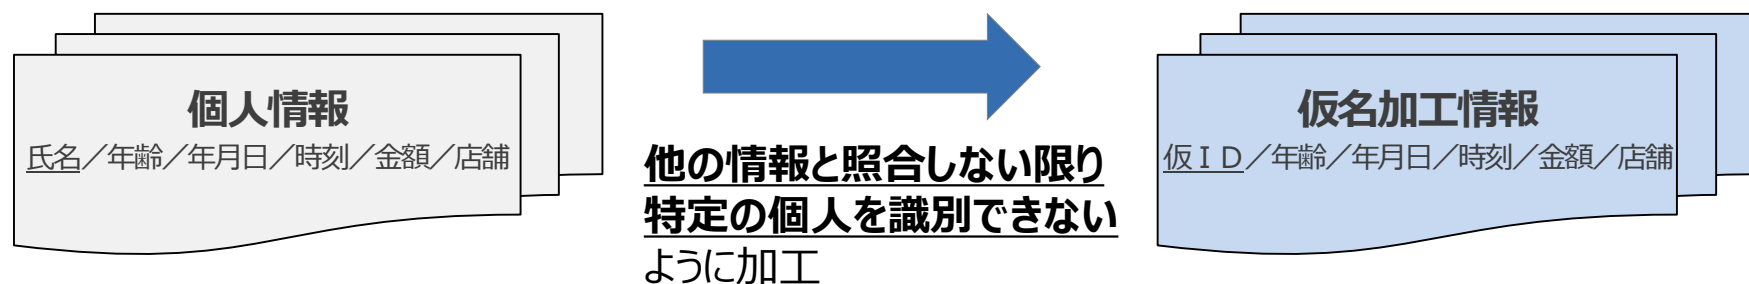 個人情報
氏名／年齢／年月日／時刻／金額／店舗
他の情報と照合しない限り
特定の個人を識別できない
ように加工
仮名加工情報
仮ＩＤ／年齢／年月日／時刻／金額／店舗